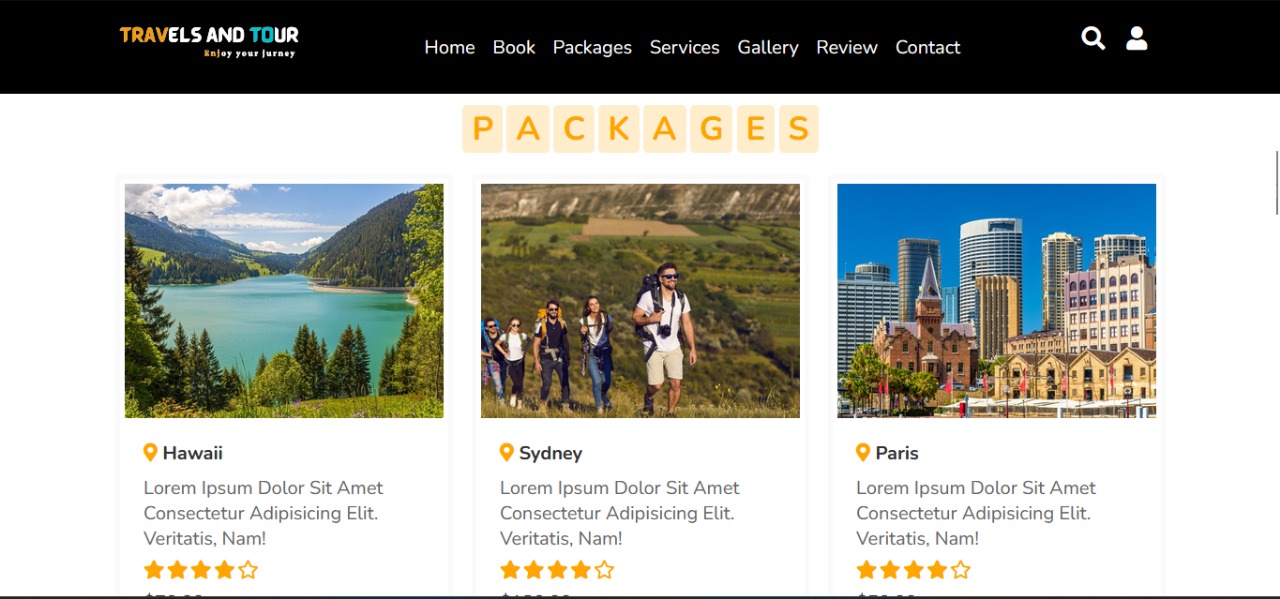 TRAVELS AND TOUR
Enjoy your Jurney
Home Book Packages Services Gallery Review Contact
PACKAGES
Hawaii
Lorem Ipsum Dolor Sit Amet
Consectetur Adipisicing Elit.
Veritatis, Nam!
Sydney
Lorem Ipsum Dolor Sit Amet
Consectetur Adipisicing Elit.
Veritatis, Nam!
Paris
Lorem Ipsum Dolor Sit Amet
Consectetur Adipisicing Elit.
Veritatis, Nam!